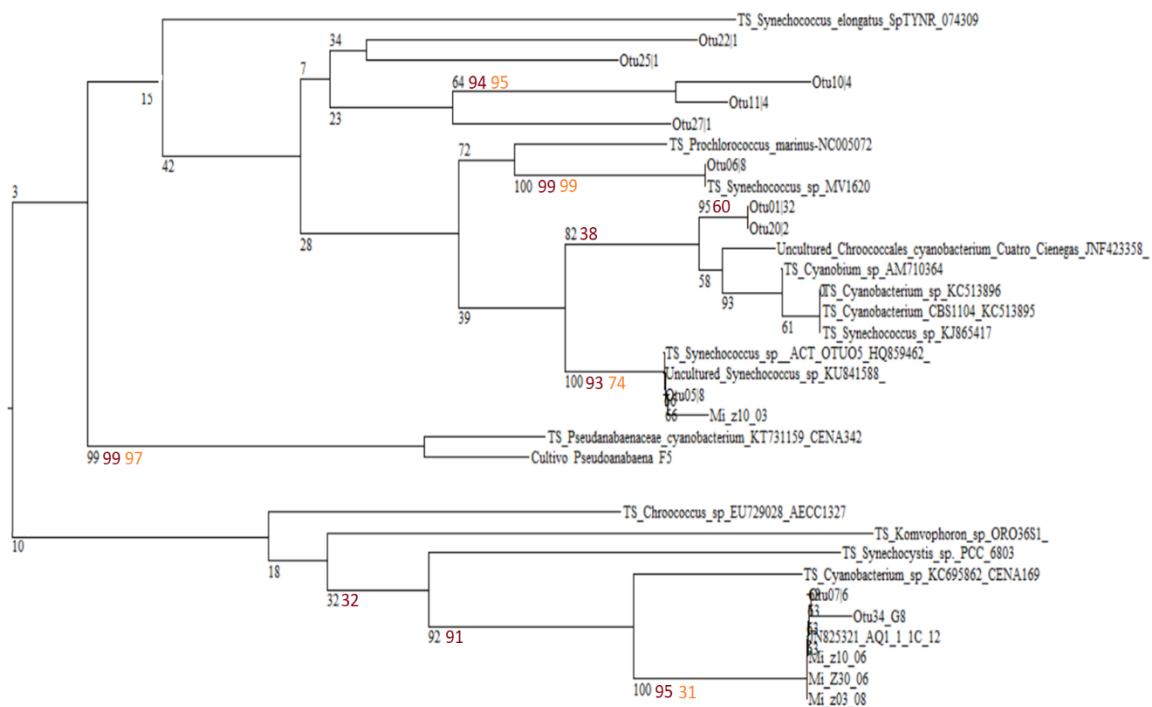 TS_Synechococcus_elongatus_SpTYNR_074309
34
Otu22|1
7
Otu25|1
64 94 95
Otu10|4
15
Otu11|4
23
Otu27|1
72
TS_Prochlorococcus_marinus-NC005072
42
Otu06|8
3
100 99 99
TS_Synechococcus_sp_MV1620
95 60
Otu01|32
28
82 38
Otu20|2
Uncultured_Chroococcales_cyanobacterium_Cuatro_Cienegas_JNF423358_
58
TS_Cyanobium_sp_AM710364
93
TS_Cyanobacterium_sp_KC513896
39
TS_Cyanobacterium_CBS1104_KC513895
61
TS_Synechococcus_sp_KJ865417
TS_Synechococcus_sp__ACT_OTUO5_HQ859462_
100 93 74
Uncultured_Synechococcus_sp_KU841588_
Otu05|8
66
Mi_z10_03
TS_Pseudanabaenaceae_cyanobacterium_KT731159_CENA342
99 99 97
Cultivo_Pseudoanabena_F5
TS_Chroococcus_sp_EU729028_AECC1327
10
TS_Komvophoron_sp_ORO36S1_
18
TS_Synechocystis_sp._PCC_6803
32 32
TS_Cyanobacterium_sp_KC695862_CENA169
Otu07|6
63
Otu34_G8
92 91
JN825321_AQ1_1_1C_12
Mi_z10_06
Mi_Z30_06
100 95 31
Mi_z03_08